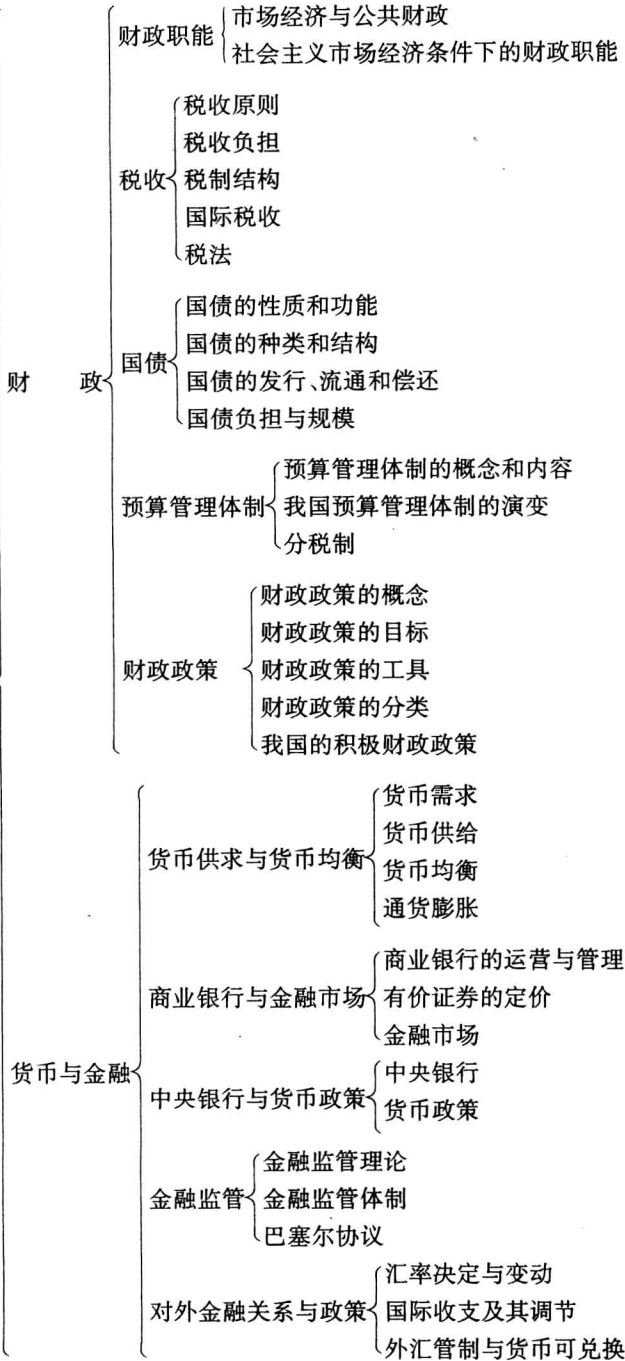 财政
财政职能
市场经济与公共财政
社会主义市场经济条件下的财政职能
税收
税收原则
税收负担
税制结构
国际税收
税法
国债
国债的性质和功能
国债的种类和结构
国债的发行、流通和偿还
国债负担与规模
预算管理体制
预算管理体制的概念和内容
我国预算管理体制的演变
分税制
财政政策
财政政策的概念
财政政策的目标
财政政策的工具
财政政策的分类
我国的积极财政政策
货币与金融
货币供求与货币均衡
货币需求
货币供给
货币均衡
通货膨胀
商业银行与金融市场
商业银行的运营与管理
有价证券的定价
金融市场
中央银行与货币政策
中央银行
货币政策
金融监管
金融监管理论
金融监管体制
巴塞尔协议
对外金融关系与政策
汇率决定与变动
国际收支及其调节
外汇管制与货币可兑换